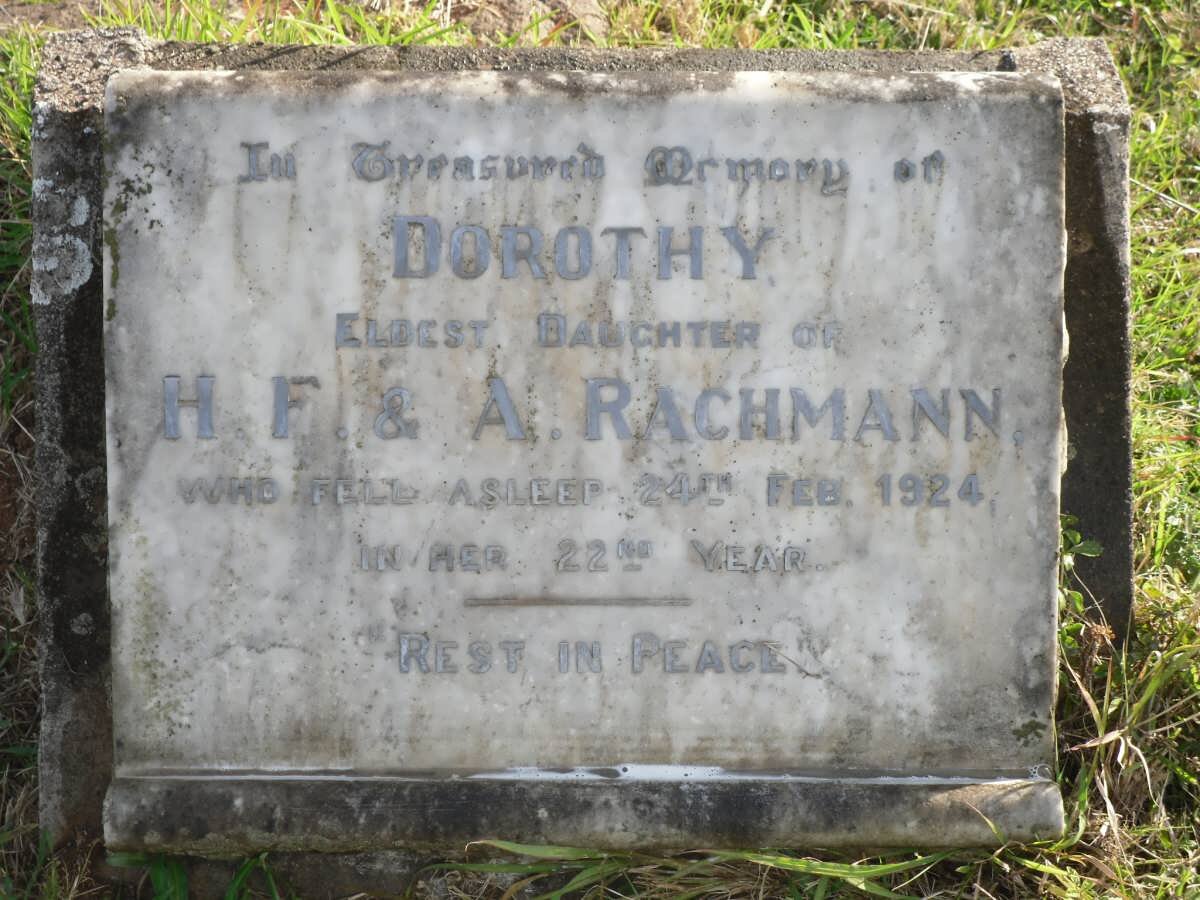 In Treasured Memory of
DOROTHY
ELDEST DAUGHTER OF
H. F. & A. RACHMANN,
WHO FELL ASLEEP 24TH FEB. 1924,
IN HER 22ND YEAR.
"REST IN PEACE"